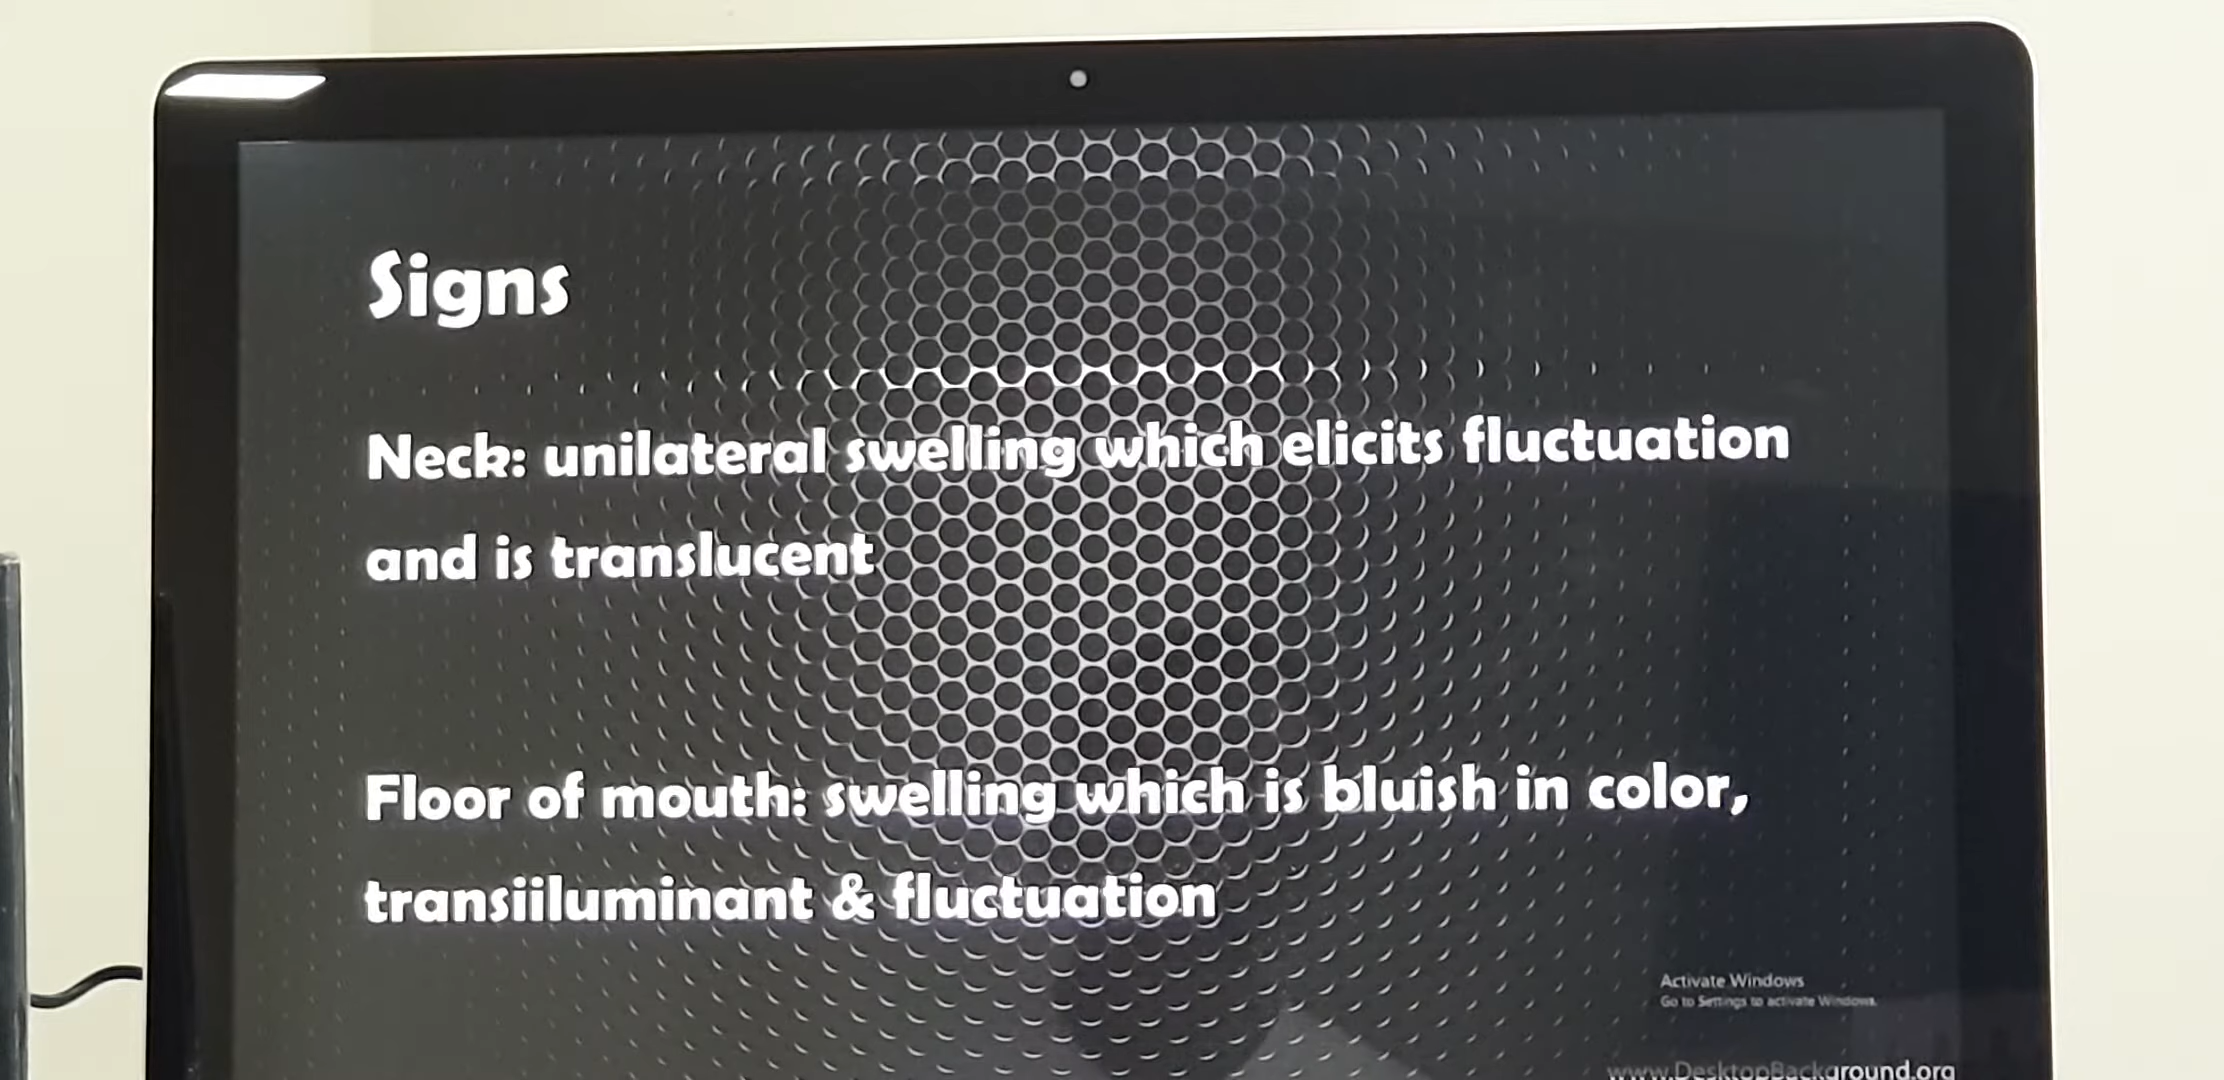 Signs
Neck: unilateral swelling which elicits fluctuation
and is translucent
Floor of mouth: swelling which is bluish in color,
transiiluminant & fluctuation
Activate Windows
Go to Settings to activate Windows.
www.DesktopBackground.org